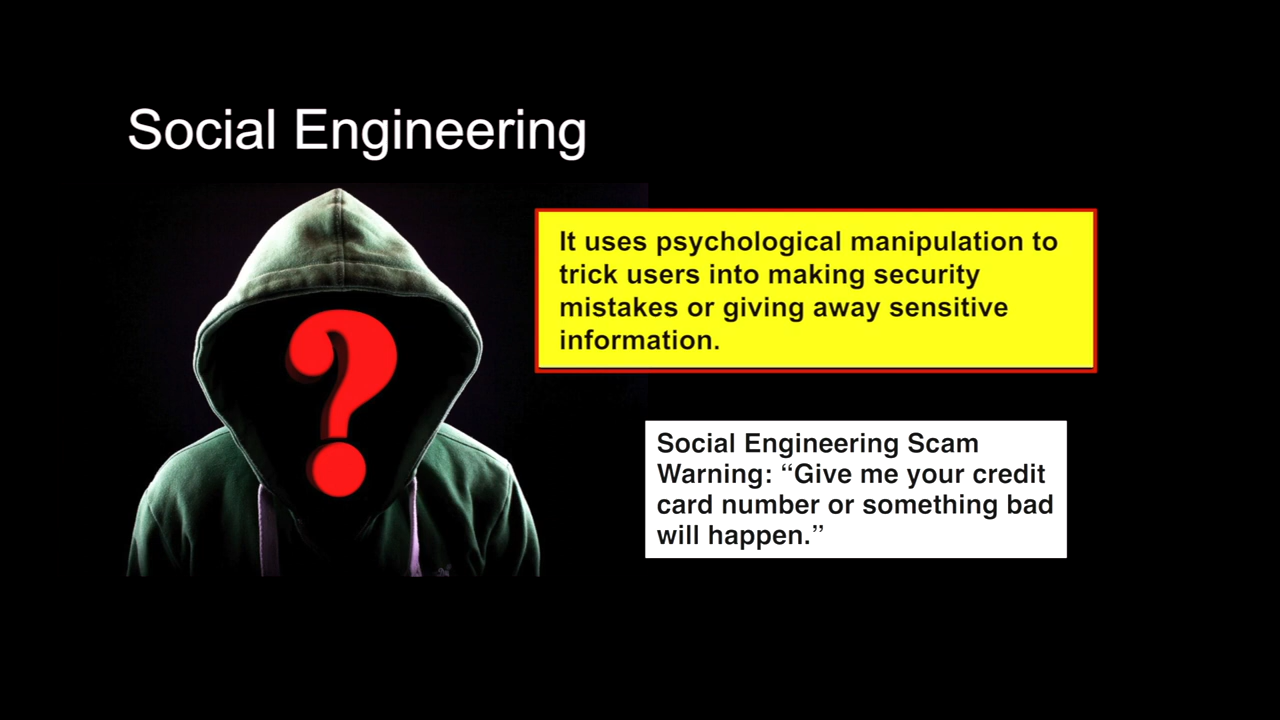 Social Engineering
It uses psychological manipulation to
trick users into making security
mistakes or giving away sensitive
information.
?
Social Engineering Scam
Warning: “Give me your credit
card number or something bad
will happen.”